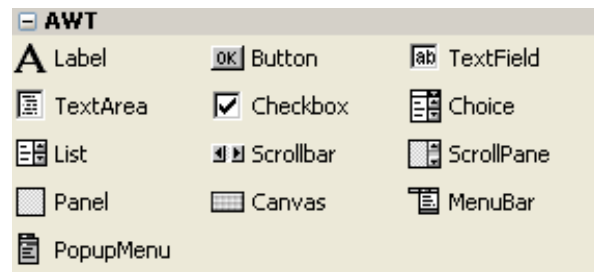 AWT
A Label OK Button ab TextField
TextArea Checkbox Choice
List Scrollbar ScrollPane
Panel Canvas MenuBar
PopupMenu